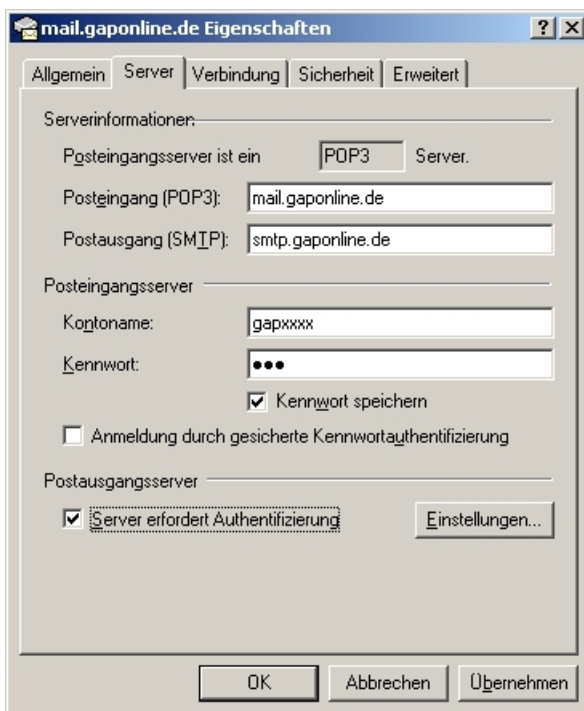 mail.gaponline.de Eigenschaften
Allgemein Server Verbindung Sicherheit Erweitert
Serverinformationen
Posteingangsserver ist ein POP3 Server.
Posteingang (POP3): mail.gaponline.de
Postausgang (SMTP): smtp.gaponline.de
Posteingangsserver
Kontoname: gapxxxx
Kennwort: ●●●
Kennwort speichern
Anmeldung durch gesicherte Kennwortauthentifizierung
Postausgangsserver
Server erfordert Authentifizierung Einstellungen...
OK Abbrechen Übernehmen